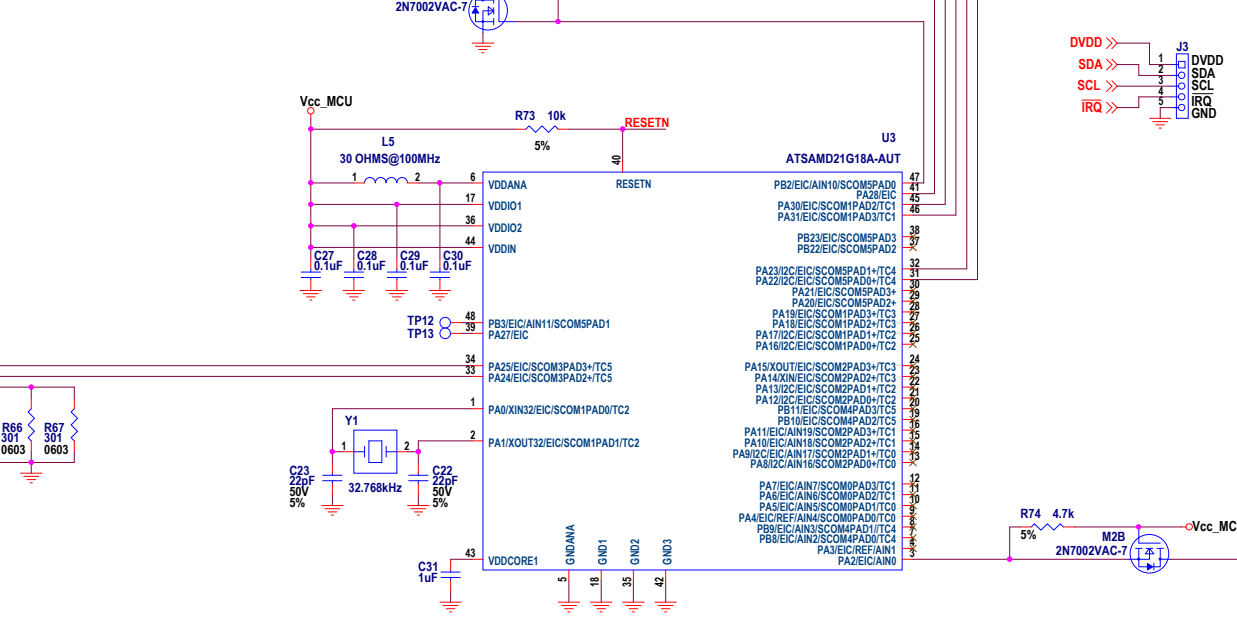 2N7002VAC-7
DVDD
SDA
SCL
IRQ
J3
1 DVDD
2 SDA
3 SCL
4 IRQ
5 GND
Vcc_MCU
R73 10k
5%
RESETN
40
L5
30 OHMS@100MHz
1 2
U3
ATSAMD21G18A-AUT
RESETN
6 VDDANA
17 VDDIO1
36 VDDIO2
44 VDDIN
C27
0.1uF
C28
0.1uF
C29
0.1uF
C30
0.1uF
TP12
TP13
48 PB3/EIC/AIN11/SCOM5PAD1
39 PA27/EIC
34 PA25/EIC/SCOM3PAD3+/TC5
33 PA24/EIC/SCOM3PAD2+/TC5
1 PA0/XIN32/EIC/SCOM1PAD0/TC2
2 PA1/XOUT32/EIC/SCOM1PAD1/TC2
PB2/EIC/AIN10/SCOM5PAD0 47
PA28/EIC 41
PA30/EIC/SCOM1PAD2/TC1 45
PA31/EIC/SCOM1PAD3/TC1 46
PB23/EIC/SCOM5PAD3 38
PB22/EIC/SCOM5PAD2 37
PA23/I2C/EIC/SCOM5PAD1+/TC4 32
PA22/I2C/EIC/SCOM5PAD0+/TC4 31
PA21/EIC/SCOM5PAD3+ 30
PA20/EIC/SCOM5PAD2+ 29
PA19/EIC/SCOM1PAD3+/TC3 28
PA18/EIC/SCOM1PAD2+/TC3 27
PA17/I2C/EIC/SCOM1PAD1+/TC2 26
PA16/I2C/EIC/SCOM1PAD0+/TC2 25
PA15/XOUT/EIC/SCOM2PAD3+/TC3 24
PA14/XIN/EIC/SCOM2PAD2+/TC3 23
PA13/I2C/EIC/SCOM2PAD1+/TC2 22
PA12/I2C/EIC/SCOM2PAD0+/TC2 21
PB11/EIC/SCOM4PAD3/TC5 20
PB10/EIC/SCOM4PAD2/TC5 19
PA11/EIC/AIN19/SCOM2PAD3+/TC1 16
PA10/EIC/AIN18/SCOM2PAD2+/TC1 15
PA9/I2C/EIC/AIN17/SCOM2PAD1+/TC0 14
PA8/I2C/AIN16/SCOM2PAD0+/TC0 13
PA7/EIC/AIN7/SCOM0PAD3/TC1 12
PA6/EIC/AIN6/SCOM0PAD2/TC1 11
PA5/EIC/AIN5/SCOM0PAD1/TC0 10
PA4/EIC/REF/AIN4/SCOM0PAD0/TC0 9
PB9/EIC/AIN3/SCOM4PAD1//TC4 8
PB8/EIC/AIN2/SCOM4PAD0/TC4 7
PA3/EIC/REF/AIN1 4
PA2/EIC/AIN0 3
R66
301
0603
R67
301
0603
Y1
1 2
32.768kHz
C23
22pF
50V
5%
C22
22pF
50V
5%
C31
1uF
43 VDDCORE1
GNDANA
GND1
GND2
GND3
5
18
35
42
R74 4.7k
5%
Vcc_MC
M2B
2N7002VAC-7